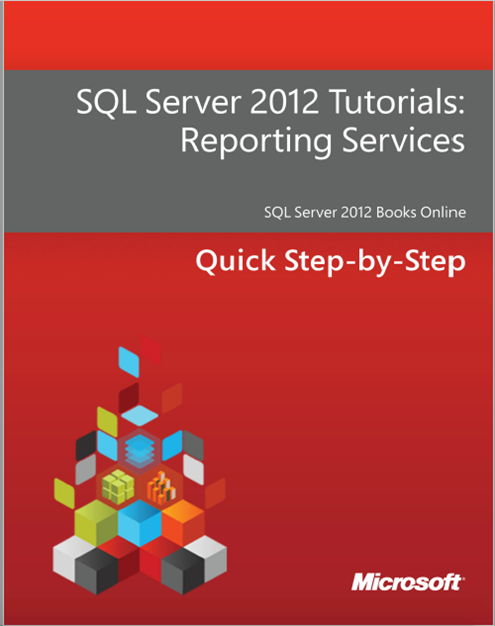 SQL Server 2012 Tutorials:
Reporting Services
SQL Server 2012 Books Online
Quick Step-by-Step
Microsoft